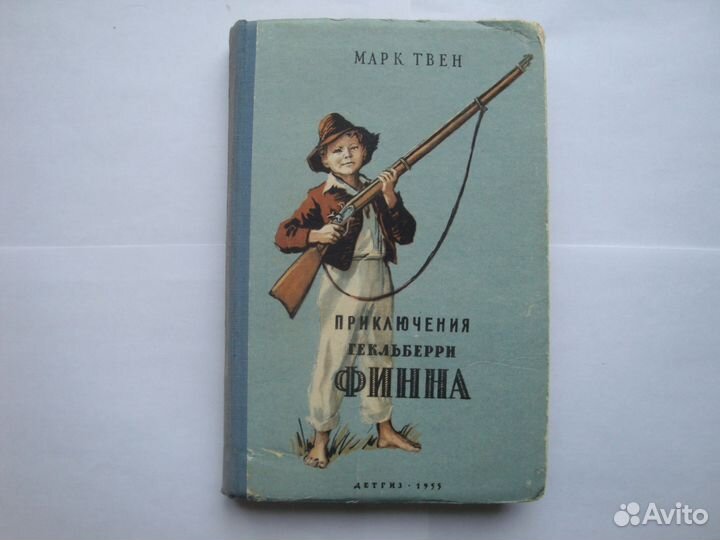 МАРК ТВЕН
ПРИКЛЮЧЕНИЯ
ГЕКЛЬБЕРРИ
ФИННА
ДЕТГИЗ · 1955
Avito